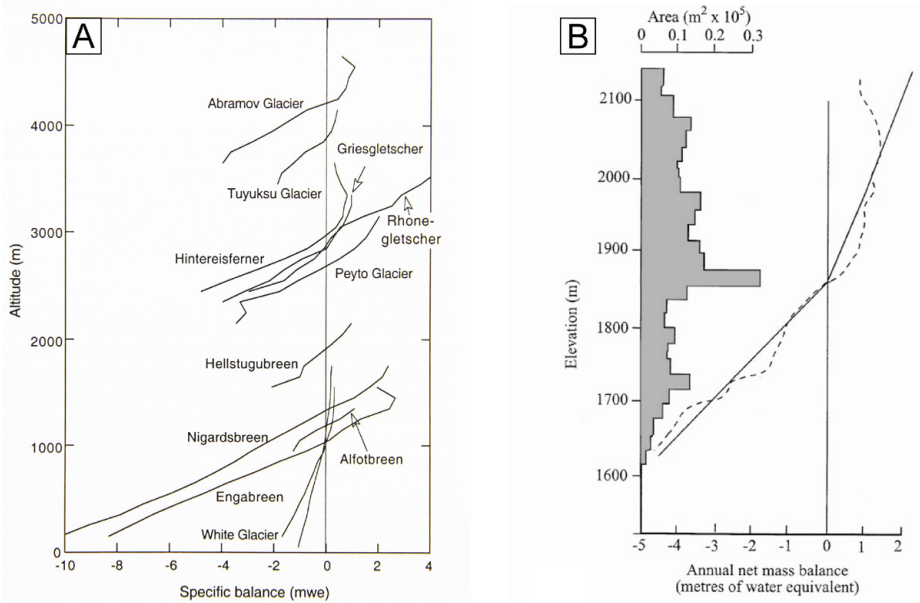 A
5000
4000
3000
2000
1000
0
Altitude (m)
Abramov Glacier
Griesgletscher
Tuyuksu Glacier
Rhone-
gletscher
Hintereisferner
Peyto Glacier
Hellstugubreen
Nigardsbreen
Alfotbreen
Engabreen
White Glacier
-10 -8 -6 -4 -2 0 2 4
Specific balance (mwe)
B
Area (m² x 10⁵)
0 0.1 0.2 0.3
2100
2000
1900
1800
1700
1600
Elevation (m)
-5 -4 -3 -2 -1 0 1 2
Annual net mass balance
(metres of water equivalent)